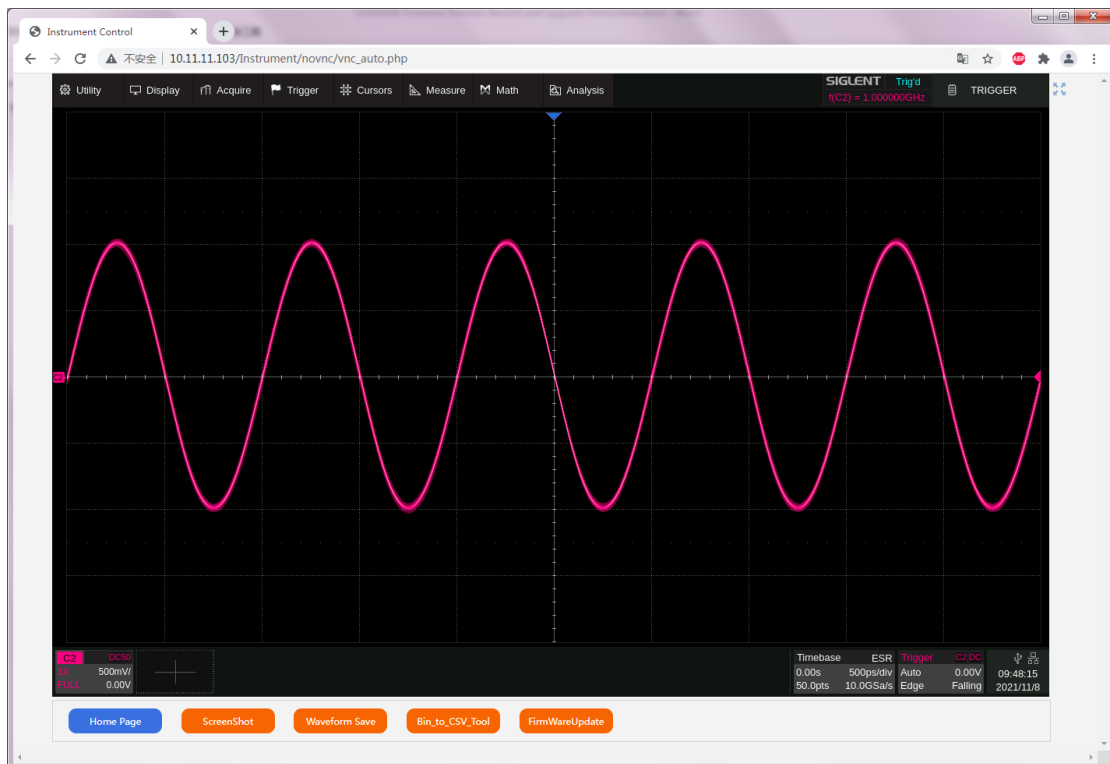 Instrument Control
不安全 | 10.11.11.103/Instrument/novnc/vnc_auto.php
ABP
Utility Display Acquire Trigger Cursors Measure Math Analysis
SIGLENT Trig'd
f(C2) = 1.000000GHz
TRIGGER
C2
C2 DC50
1X 500mV/
FULL 0.00V
Timebase ESR
0.00s 500ps/div
50.0pts 10.0GSa/s
Trigger C2 DC
Auto 0.00V
Edge Falling
09:48:15
2021/11/8
Home Page ScreenShot Waveform Save Bin_to_CSV_Tool FirmWareUpdate